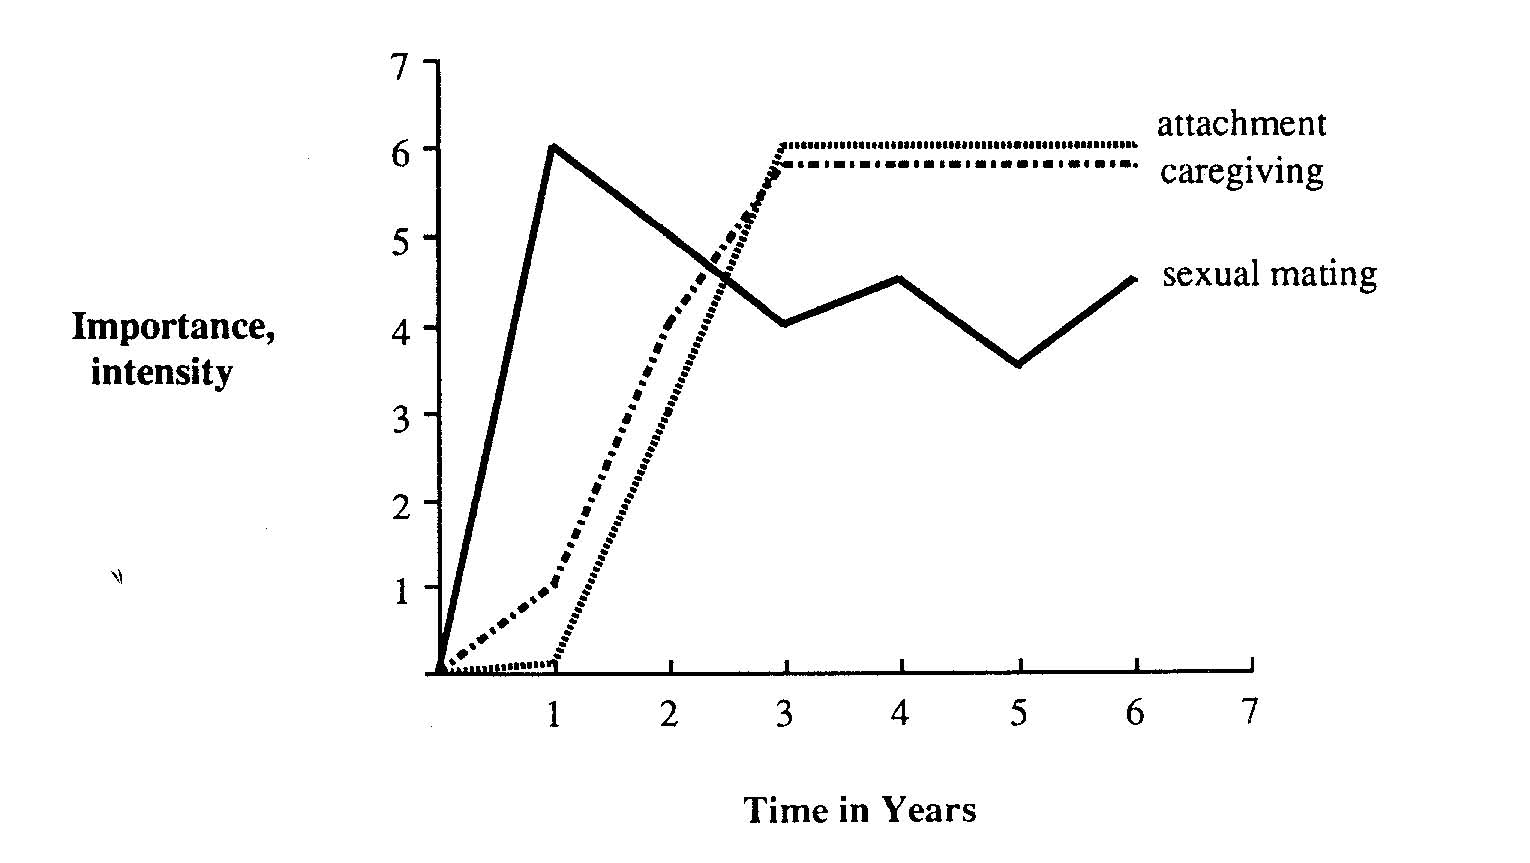 7
6
5
4
3
2
1
Importance,
intensity
attachment
caregiving
sexual mating
1 2 3 4 5 6 7
Time in Years